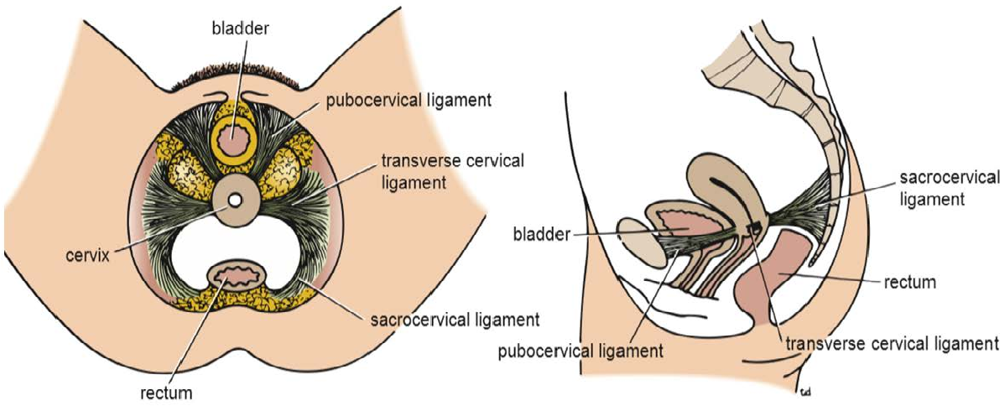 bladder
pubocervical ligament
transverse cervical
ligament
cervix
sacrocervical ligament
rectum
sacrocervical
ligament
bladder
rectum
pubocervical ligament
transverse cervical ligament